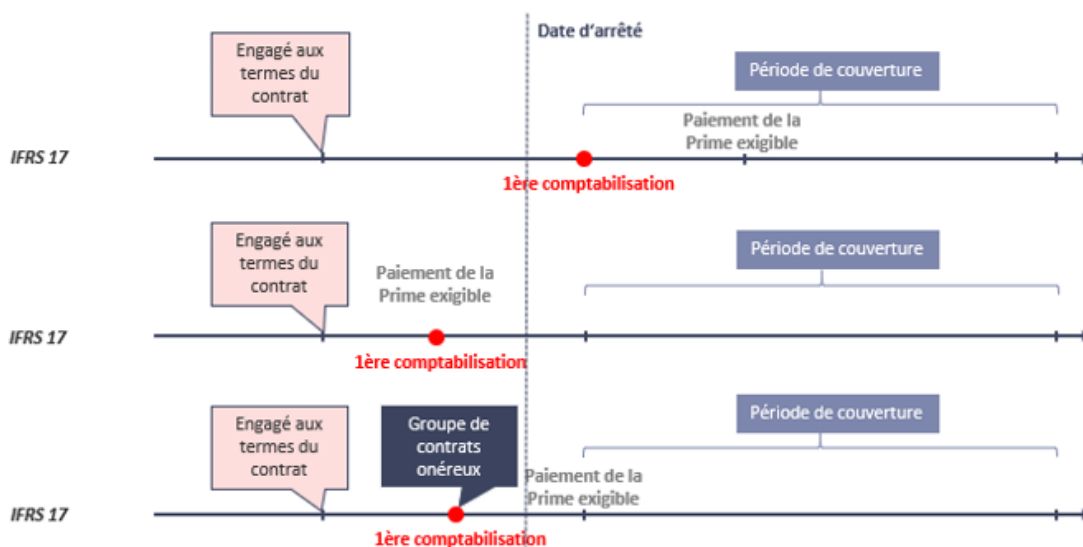 Date d'arrêté
Engagé aux
termes du
contrat
Période de couverture
Paiement de la
Prime exigible
IFRS 17
1ère comptabilisation
Engagé aux
termes du
contrat
Période de couverture
Paiement de la
Prime exigible
IFRS 17
1ère comptabilisation
Engagé aux
termes du
contrat
Groupe de
contrats
onéreux
Période de couverture
Paiement de la
Prime exigible
IFRS 17
1ère comptabilisation